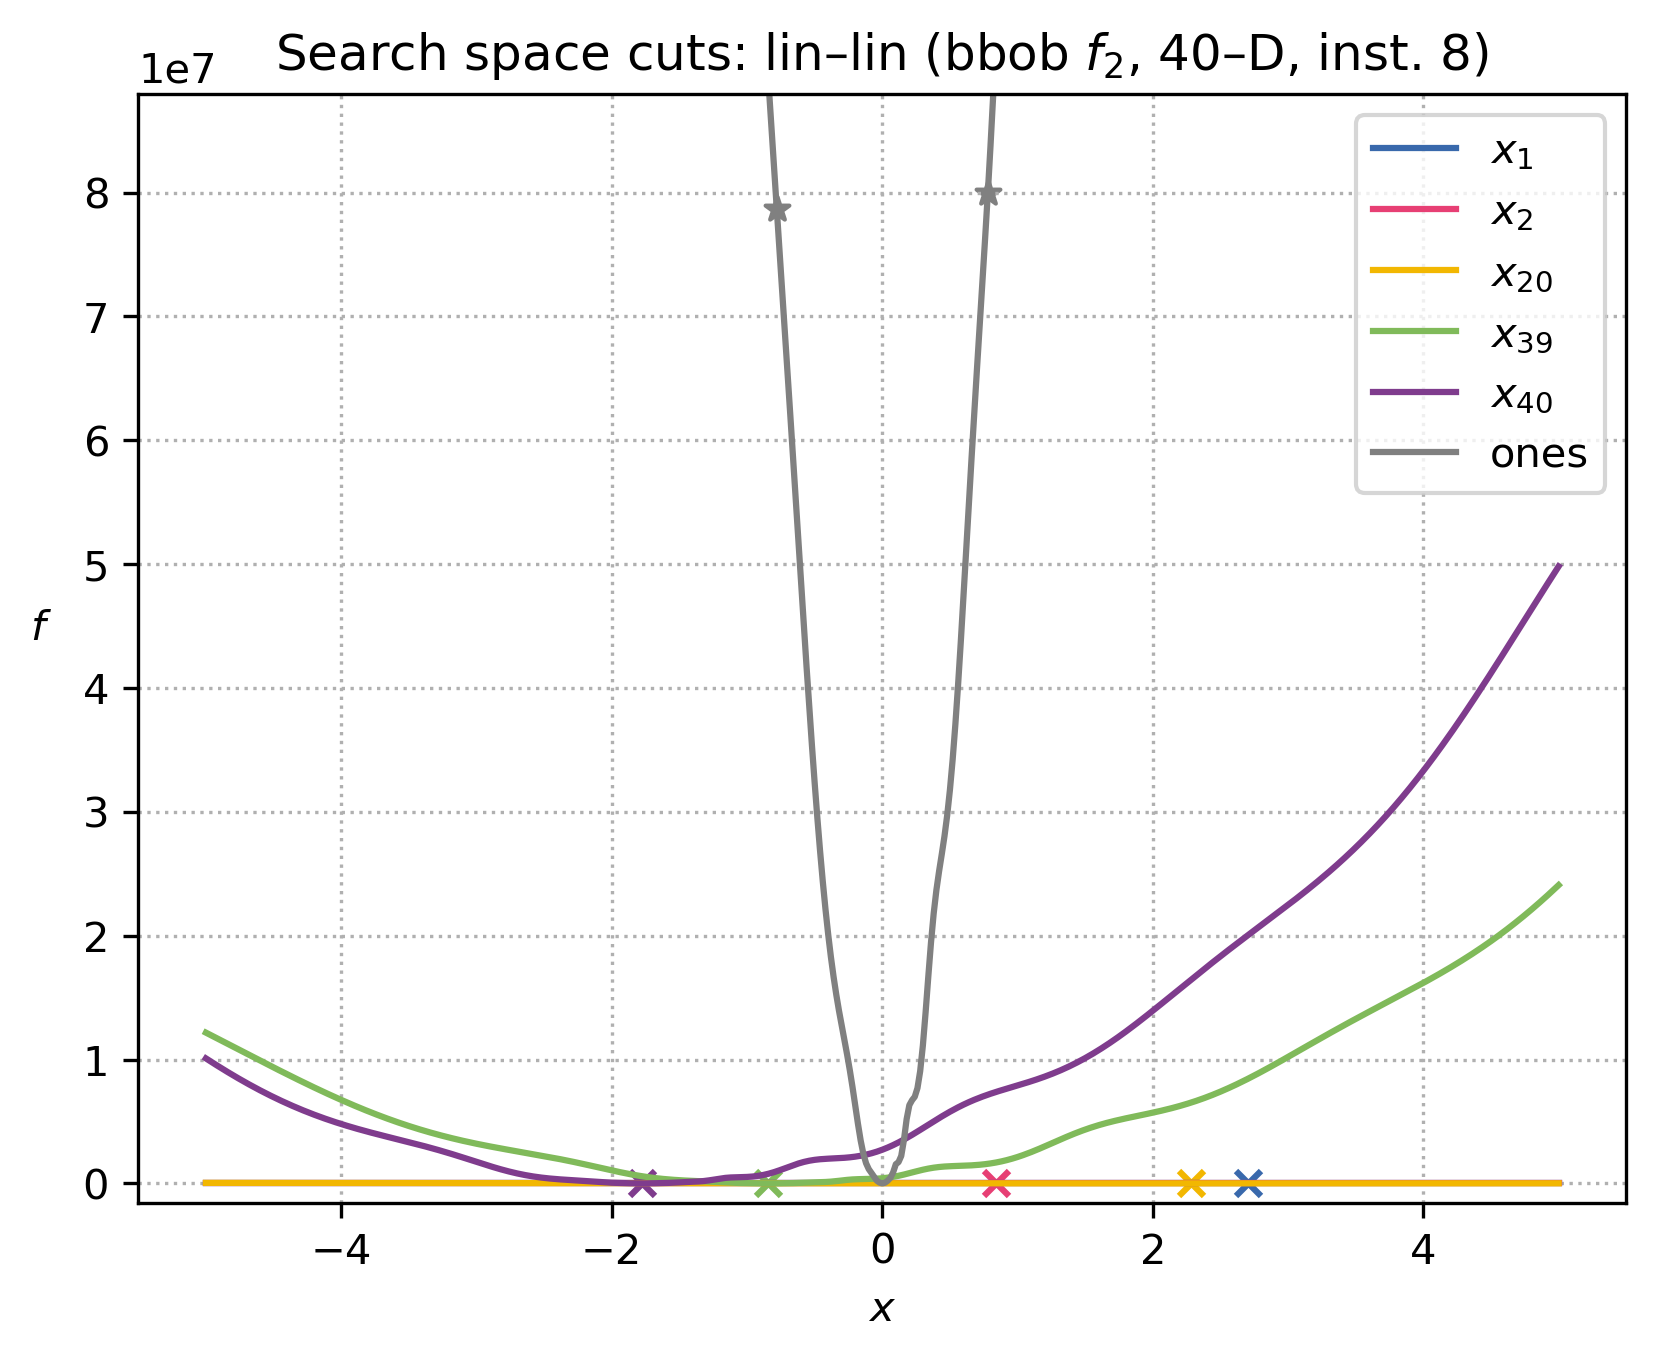 Search space cuts: lin–lin (bbob f₂, 40–D, inst. 8)
1e7
x₁
x₂
x₂₀
x₃₉
x₄₀
ones
8
7
6
5
4
3
2
1
0
f
−4 −2 0 2 4
x